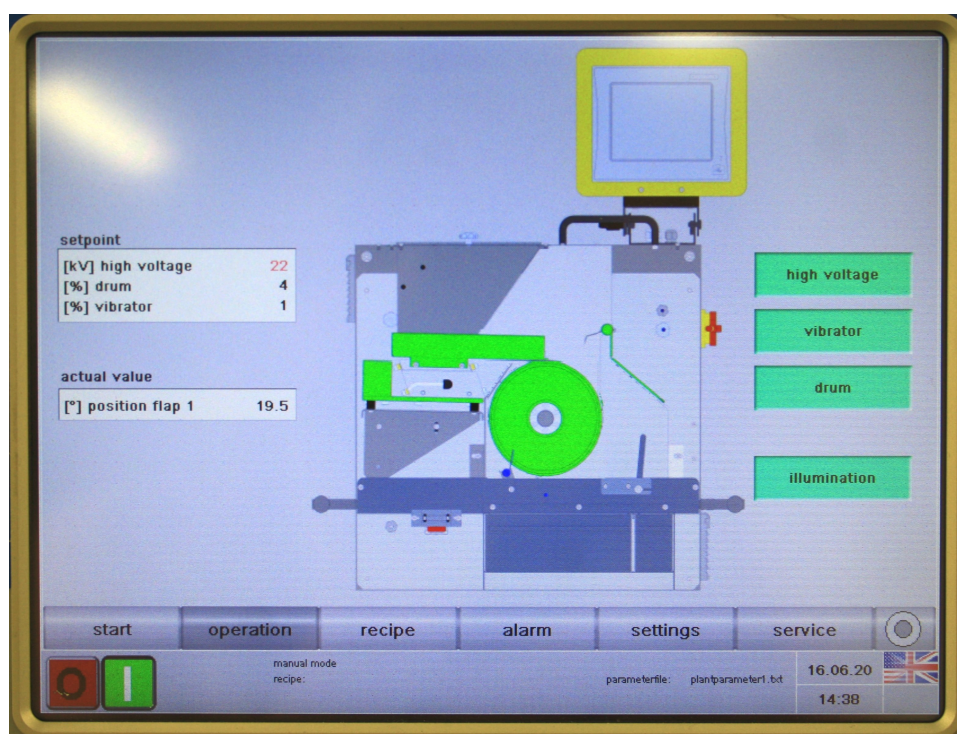 setpoint
[kV] high voltage 22
[%] drum 4
[%] vibrator 1
actual value
[°] position flap 1 19.5
high voltage
vibrator
drum
illumination
start operation recipe alarm settings service
manual mode
recipe:
parameterfile: plantparameter1.txt
16.06.20
14:38